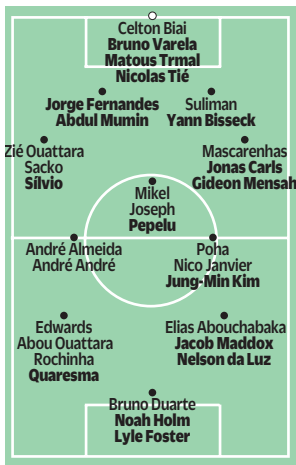 Celton Biai
Bruno Varela
Matous Trmal
Nicolas Tié
Jorge Fernandes
Abdul Mumin
Suliman
Yann Bisseck
Zié Ouattara
Sacko
Sílvio
Mascarenhas
Jonas Carls
Gideon Mensah
Mikel
Joseph
Pepelu
André Almeida
André André
Poha
Nico Janvier
Jung-Min Kim
Edwards
Abou Ouattara
Rochinha
Quaresma
Elias Abouchabaka
Jacob Maddox
Nelson da Luz
Bruno Duarte
Noah Holm
Lyle Foster